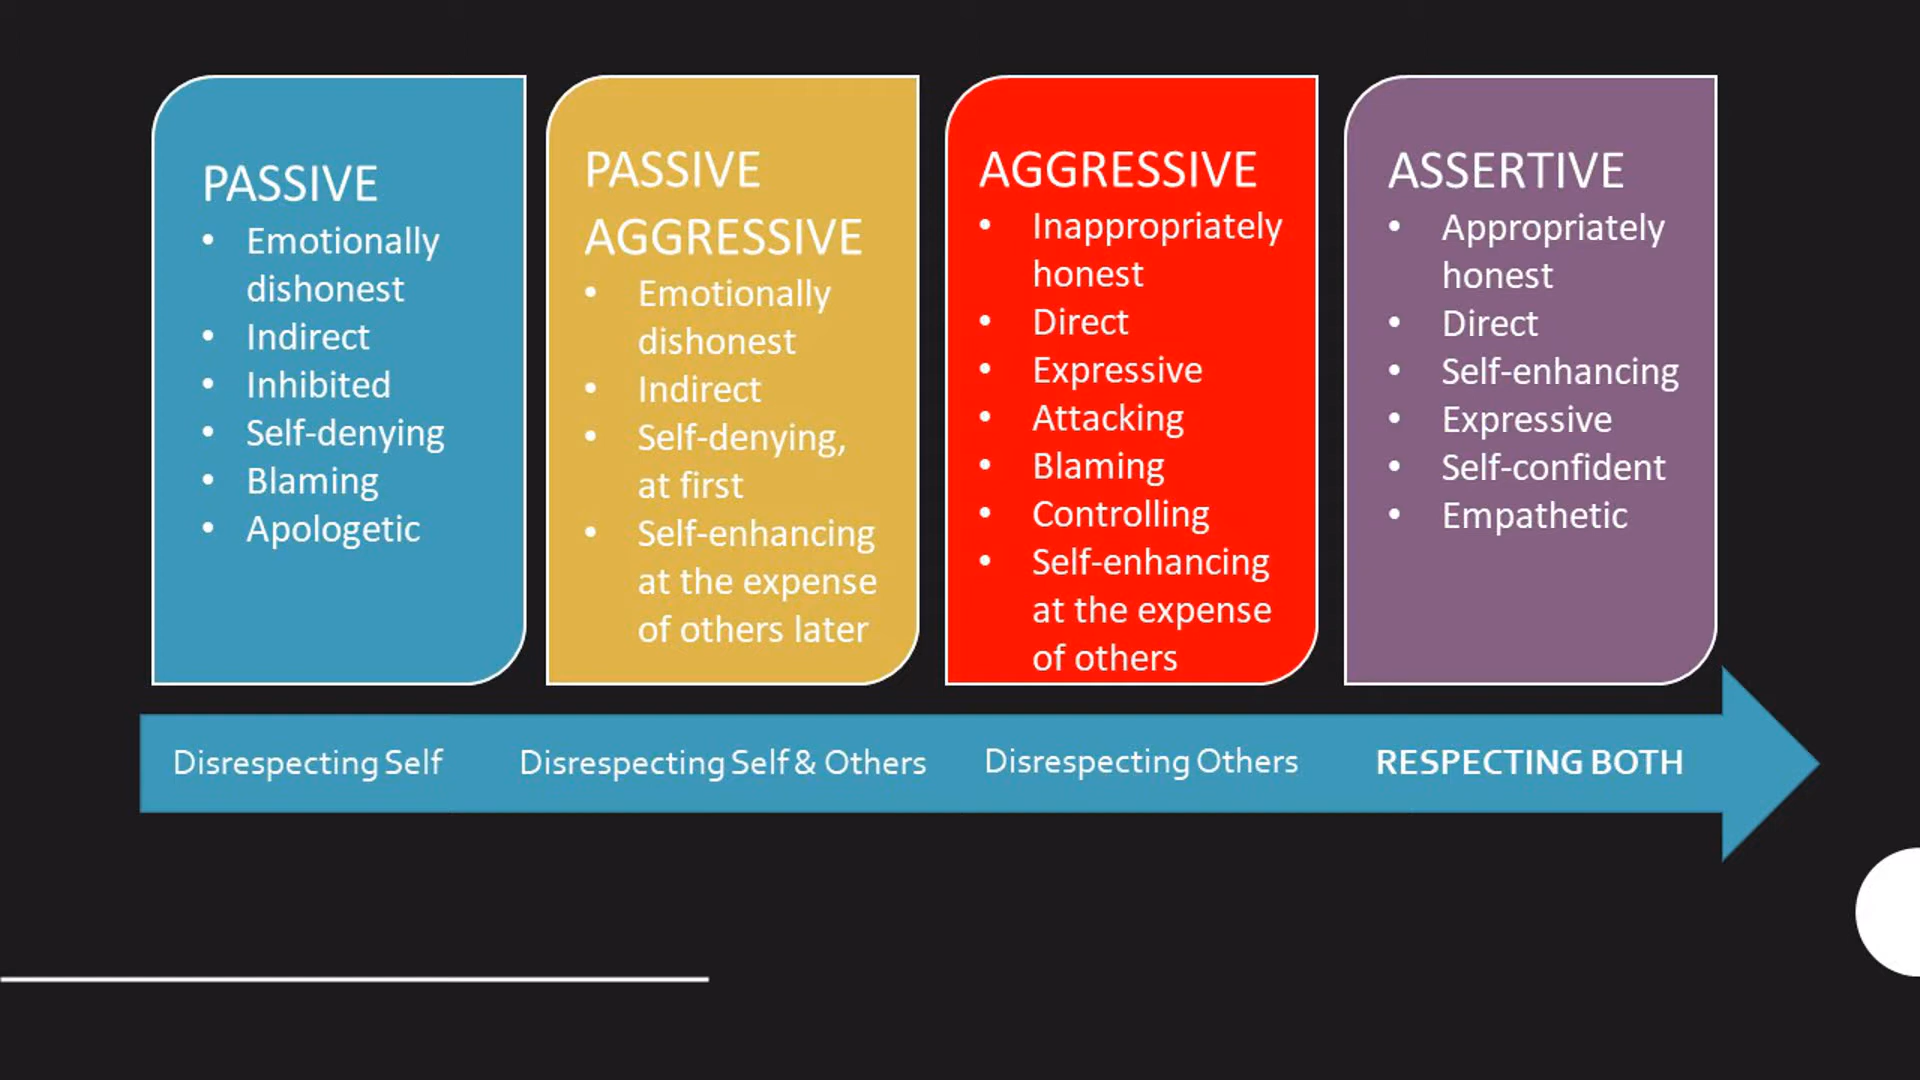 PASSIVE
• Emotionally
dishonest
• Indirect
• Inhibited
• Self-denying
• Blaming
• Apologetic
PASSIVE
AGGRESSIVE
• Emotionally
dishonest
• Indirect
• Self-denying,
at first
• Self-enhancing
at the expense
of others later
AGGRESSIVE
• Inappropriately
honest
• Direct
• Expressive
• Attacking
• Blaming
• Controlling
• Self-enhancing
at the expense
of others
ASSERTIVE
• Appropriately
honest
• Direct
• Self-enhancing
• Expressive
• Self-confident
• Empathetic
Disrespecting Self
Disrespecting Self & Others
Disrespecting Others
RESPECTING BOTH